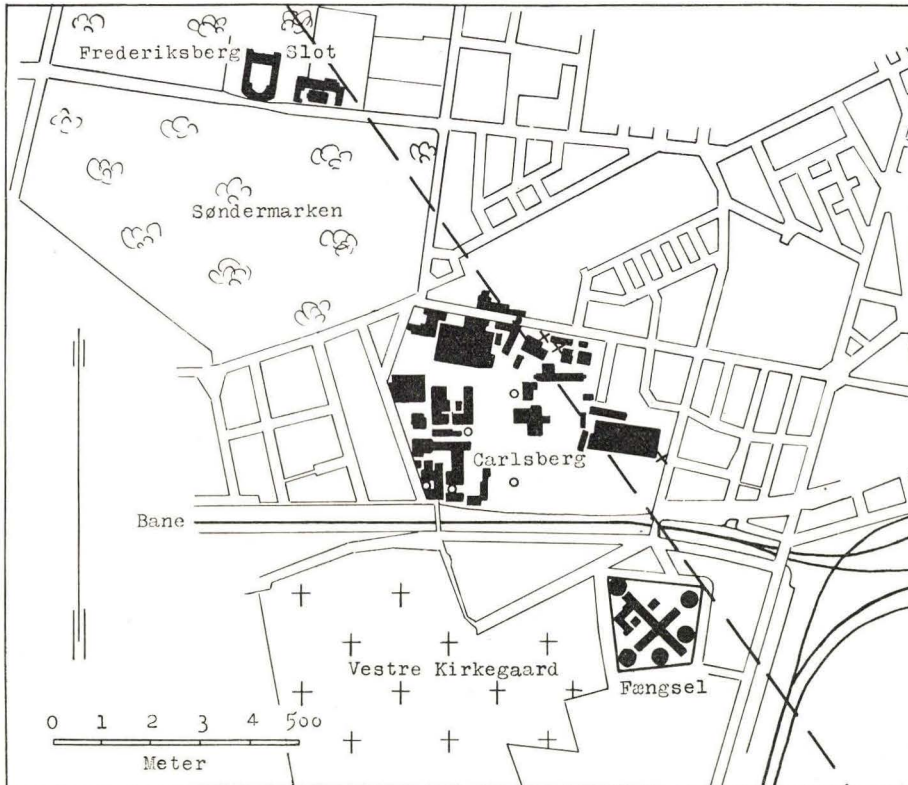 Frederiksberg Slot
Søndermarken
Carlsberg
Bane
Vestre Kirkegaard
Fængsel
0 1 2 3 4 500
Meter